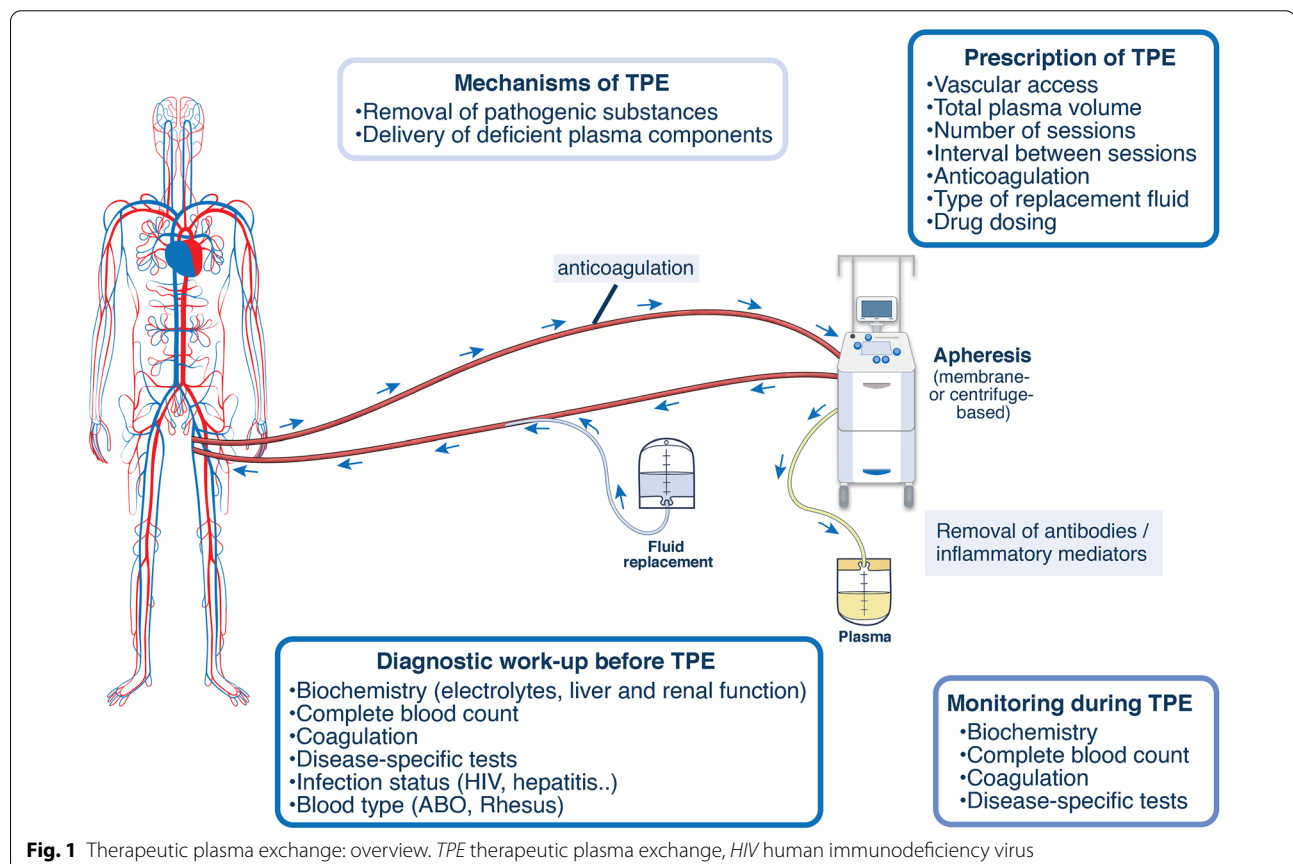 Mechanisms of TPE
•Removal of pathogenic substances
•Delivery of deficient plasma components
Prescription of TPE
•Vascular access
•Total plasma volume
•Number of sessions
•Interval between sessions
•Anticoagulation
•Type of replacement fluid
•Drug dosing
anticoagulation
Apheresis
(membrane-
or centrifuge-
based)
Fluid
replacement
Removal of antibodies /
inflammatory mediators
Plasma
Diagnostic work-up before TPE
•Biochemistry (electrolytes, liver and renal function)
•Complete blood count
•Coagulation
•Disease-specific tests
•Infection status (HIV, hepatitis..)
•Blood type (ABO, Rhesus)
Monitoring during TPE
•Biochemistry
•Complete blood count
•Coagulation
•Disease-specific tests
Fig. 1 Therapeutic plasma exchange: overview. TPE therapeutic plasma exchange, HIV human immunodeficiency virus